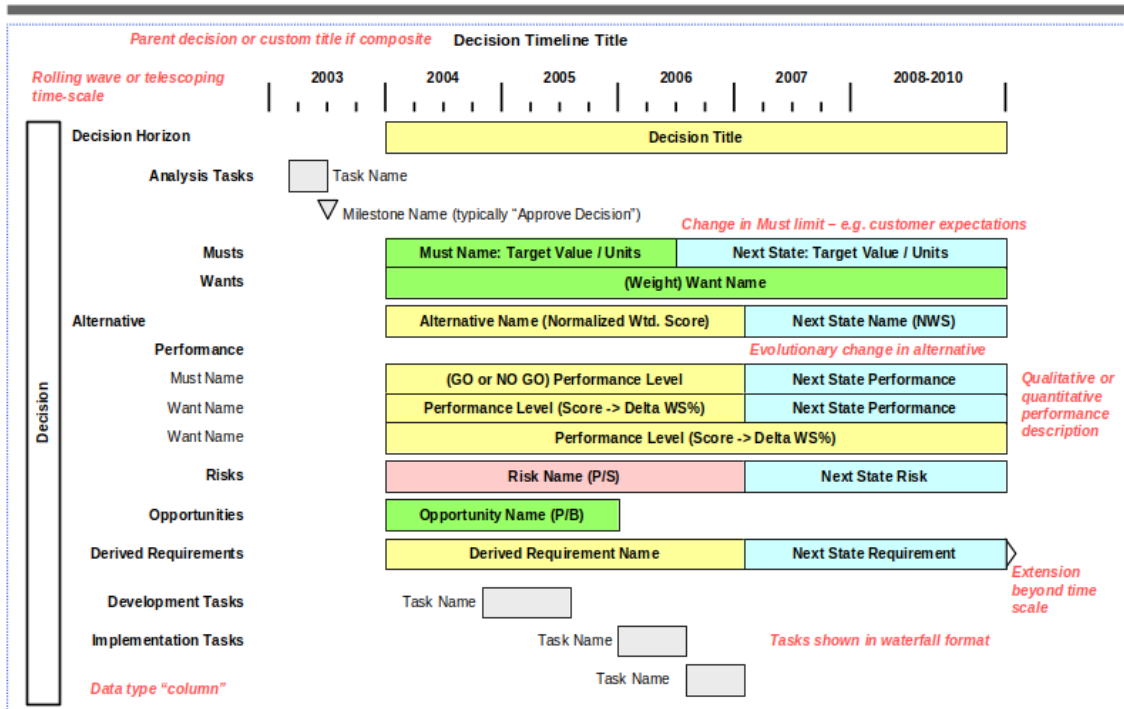 Parent decision or custom title if composite Decision Timeline Title
Rolling wave or telescoping
time-scale
2003 2004 2005 2006 2007 2008-2010
Decision Horizon Decision Title
Analysis Tasks Task Name
Milestone Name (typically “Approve Decision”)
Change in Must limit – e.g. customer expectations
Musts Must Name: Target Value / Units Next State: Target Value / Units
Wants (Weight) Want Name
Alternative Alternative Name (Normalized Wtd. Score) Next State Name (NWS)
Performance Evolutionary change in alternative
Must Name (GO or NO GO) Performance Level Next State Performance
Want Name Performance Level (Score -> Delta WS%) Next State Performance
Want Name Performance Level (Score -> Delta WS%)
Qualitative or
quantitative
performance
description
Decision
Risks Risk Name (P/S) Next State Risk
Opportunities Opportunity Name (P/B)
Derived Requirements Derived Requirement Name Next State Requirement
Extension
beyond time
scale
Development Tasks Task Name
Implementation Tasks Task Name Tasks shown in waterfall format
Task Name
Data type “column”